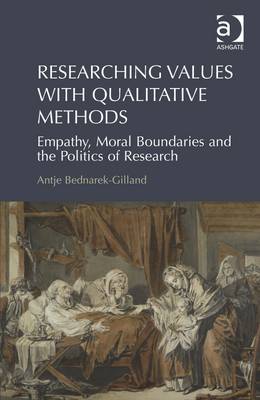 a
ASHGATE
RESEARCHING VALUES
WITH QUALITATIVE
METHODS
Empathy, Moral Boundaries and
the Politics of Research
Antje Bednarek-Gilland